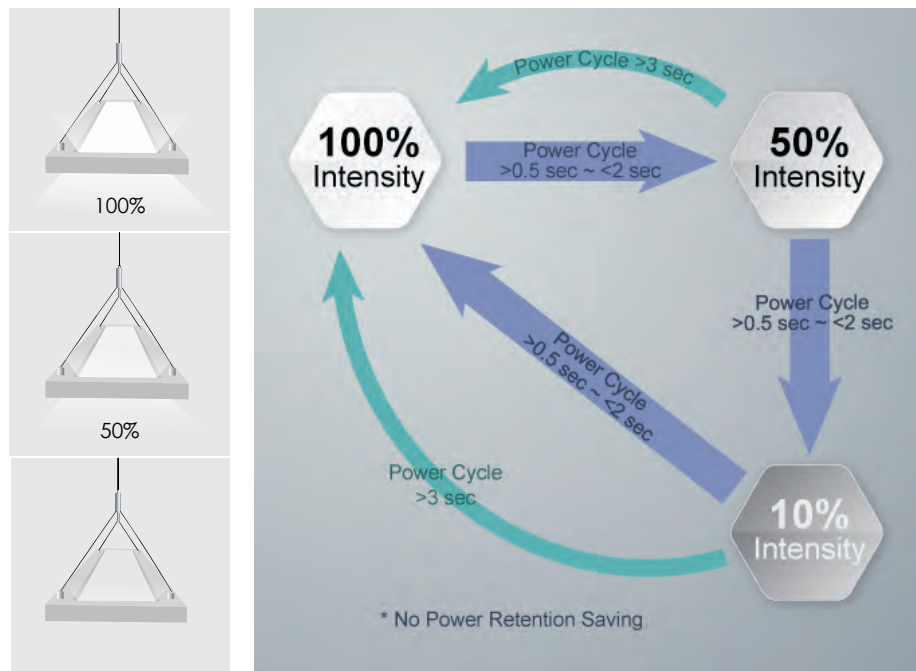 100%
50%
Power Cycle >3 sec
100%
Intensity
Power Cycle
>0.5 sec ~ <2 sec
50%
Intensity
Power Cycle
>0.5 sec ~ <2 sec
Power Cycle
>0.5 sec ~ <2 sec
Power Cycle
>3 sec
10%
Intensity
* No Power Retention Saving